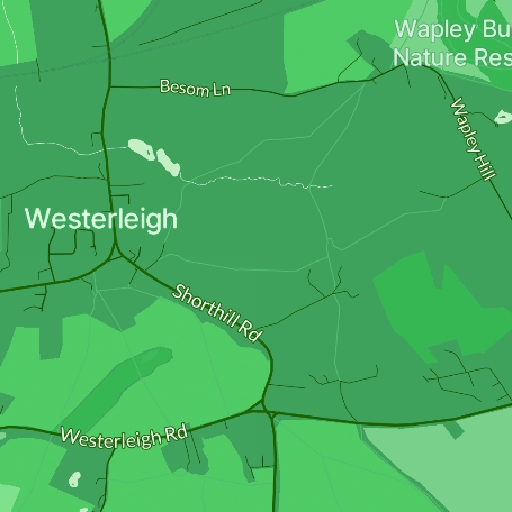 Wapley Bu
Nature Res
Besom Ln
Wapley Hill
Westerleigh
Shorthill Rd
Westerleigh Rd